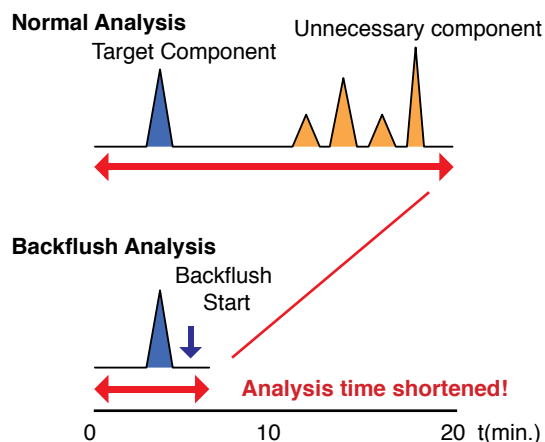 Normal Analysis
Unnecessary component
Target Component
Backflush Analysis
Backflush
Start
Analysis time shortened!
0 10 20 t(min.)